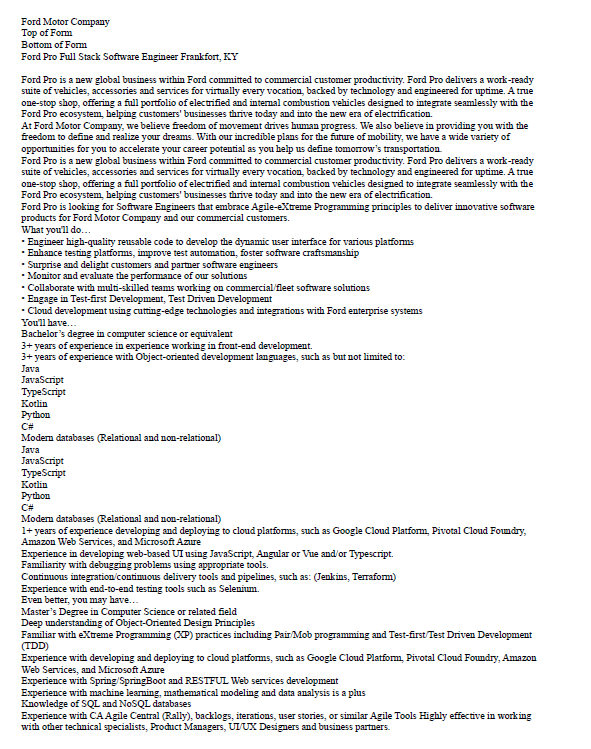 Ford Motor Company
Top of Form
Bottom of Form
Ford Pro Full Stack Software Engineer Frankfort, KY
Ford Pro is a new global business within Ford committed to commercial customer productivity. Ford Pro delivers a work-ready
suite of vehicles, accessories and services for virtually every vocation, backed by technology and engineered for uptime. A true
one-stop shop, offering a full portfolio of electrified and internal combustion vehicles designed to integrate seamlessly with the
Ford Pro ecosystem, helping customers' businesses thrive today and into the new era of electrification.
At Ford Motor Company, we believe freedom of movement drives human progress. We also believe in providing you with the
freedom to define and realize your dreams. With our incredible plans for the future of mobility, we have a wide variety of
opportunities for you to accelerate your career potential as you help us define tomorrow's transportation.
Ford Pro is a new global business within Ford committed to commercial customer productivity. Ford Pro delivers a work-ready
suite of vehicles, accessories and services for virtually every vocation, backed by technology and engineered for uptime. A true
one-stop shop, offering a full portfolio of electrified and internal combustion vehicles designed to integrate seamlessly with the
Ford Pro ecosystem, helping customers' businesses thrive today and into the new era of electrification.
Ford Pro is looking for Software Engineers that embrace Agile-eXtreme Programming principles to deliver innovative software
products for Ford Motor Company and our commercial customers.
What you'll do…
• Engineer high-quality reusable code to develop the dynamic user interface for various platforms
• Enhance testing platforms, improve test automation, foster software craftsmanship
• Surprise and delight customers and partner software engineers
• Monitor and evaluate the performance of our solutions
• Collaborate with multi-skilled teams working on commercial/fleet software solutions
• Engage in Test-first Development, Test Driven Development
• Cloud development using cutting-edge technologies and integrations with Ford enterprise systems
You'll have…
Bachelor's degree in computer science or equivalent
3+ years of experience in experience working in front-end development.
3+ years of experience with Object-oriented development languages, such as but not limited to:
Java
JavaScript
TypeScript
Kotlin
Python
C#
Modern databases (Relational and non-relational)
Java
JavaScript
TypeScript
Kotlin
Python
C#
Modern databases (Relational and non-relational)
1+ years of experience developing and deploying to cloud platforms, such as Google Cloud Platform, Pivotal Cloud Foundry,
Amazon Web Services, and Microsoft Azure
Experience in developing web-based UI using JavaScript, Angular or Vue and/or Typescript.
Familiarity with debugging problems using appropriate tools.
Continuous integration/continuous delivery tools and pipelines, such as: (Jenkins, Terraform)
Experience with end-to-end testing tools such as Selenium.
Even better, you may have…
Master's Degree in Computer Science or related field
Deep understanding of Object-Oriented Design Principles
Familiar with eXtreme Programming (XP) practices including Pair/Mob programming and Test-first/Test Driven Development
(TDD)
Experience with developing and deploying to cloud platforms, such as Google Cloud Platform, Pivotal Cloud Foundry, Amazon
Web Services, and Microsoft Azure
Experience with Spring/SpringBoot and RESTFUL Web services development
Experience with machine learning, mathematical modeling and data analysis is a plus
Knowledge of SQL and NoSQL databases
Experience with CA Agile Central (Rally), backlogs, iterations, user stories, or similar Agile Tools Highly effective in working
with other technical specialists, Product Managers, UI/UX Designers and business partners.